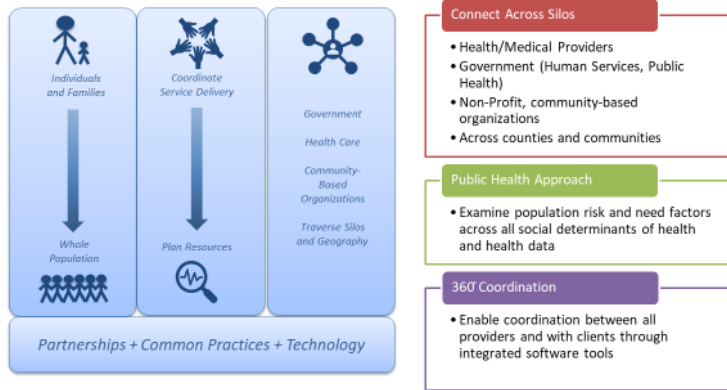 Individuals
and Families
Whole
Population
Coordinate
Service Delivery
Plan Resources
Government
Health Care
Community-
Based
Organizations
Traverse Silos
and Geography
Partnerships + Common Practices + Technology
Connect Across Silos
• Health/Medical Providers
• Government (Human Services, Public
Health)
• Non-Profit, community-based
organizations
• Across counties and communities
Public Health Approach
• Examine population risk and need factors
across all social determinants of health
and health data
360° Coordination
• Enable coordination between all
providers and with clients through
integrated software tools